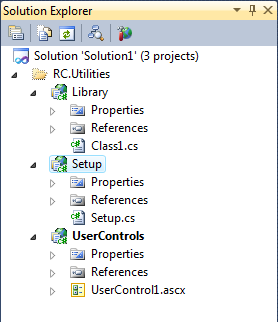 Solution Explorer
Solution 'Solution1' (3 projects)
RC.Utilities
Library
Properties
References
Class1.cs
Setup
Properties
References
Setup.cs
UserControls
Properties
References
UserControl1.ascx